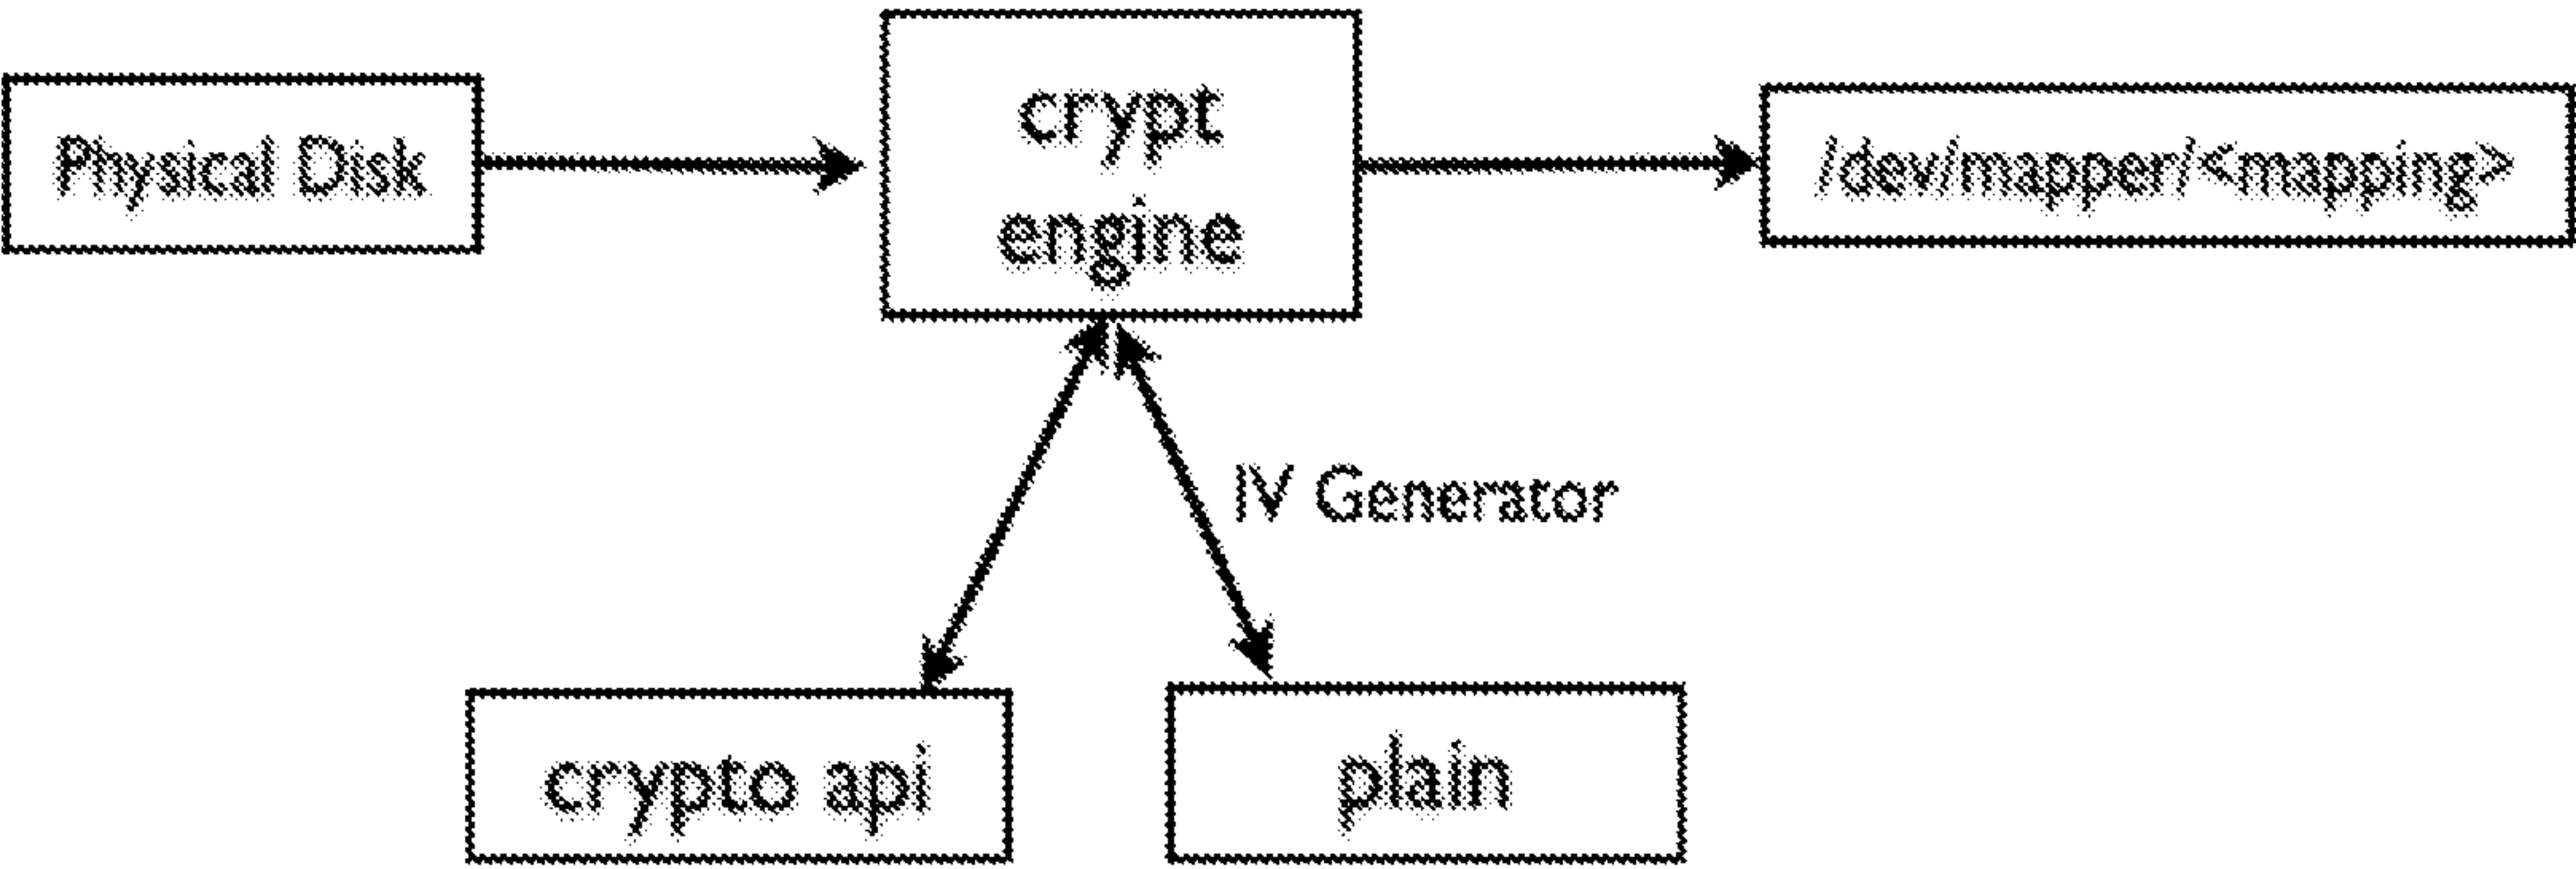 Physical Disk
crypt
engine
/dev/mapper/<mapping>
IV Generator
crypto api
plain